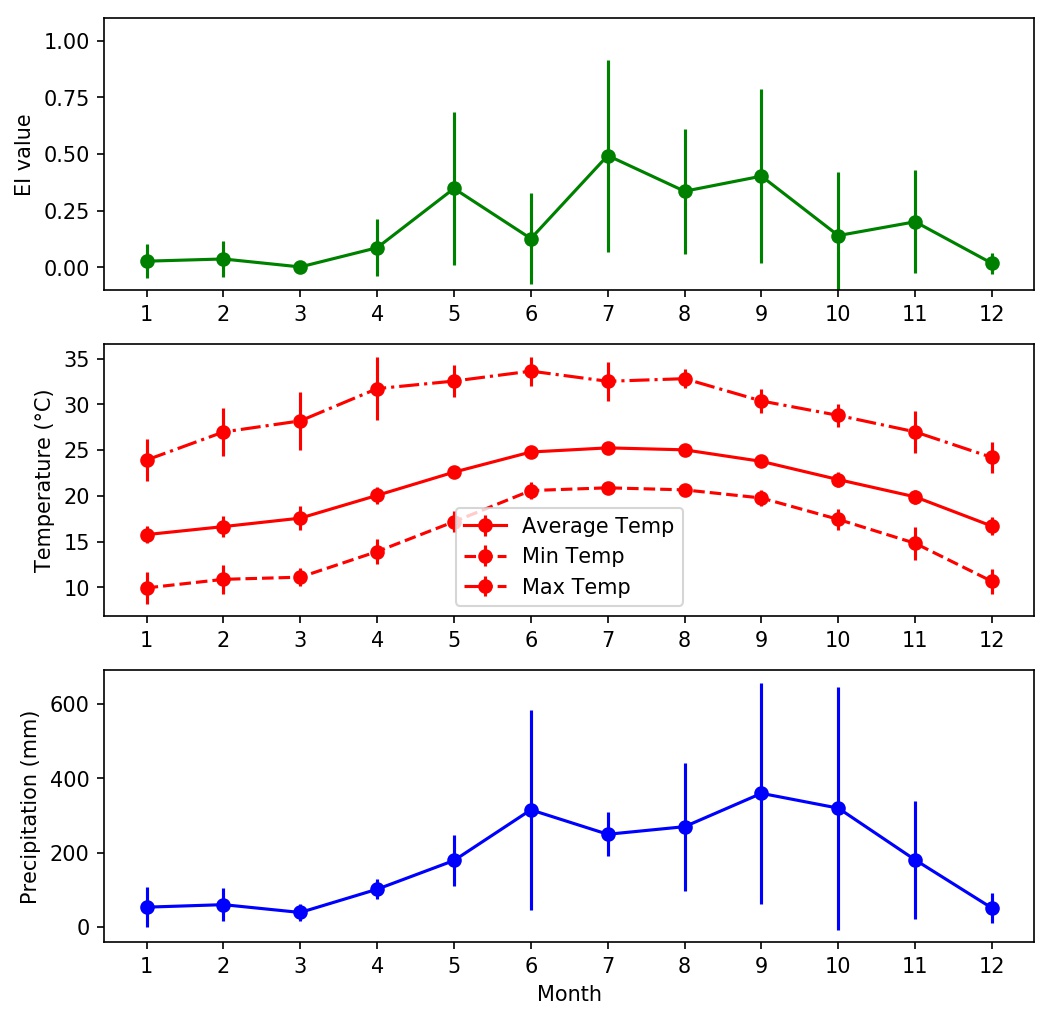 1.00
0.75
0.50
0.25
0.00
EI value
1 2 3 4 5 6 7 8 9 10 11 12
35
30
25
20
15
10
Temperature (°C)
Average Temp
Min Temp
Max Temp
1 2 3 4 5 6 7 8 9 10 11 12
600
400
200
0
Precipitation (mm)
1 2 3 4 5 6 7 8 9 10 11 12
Month